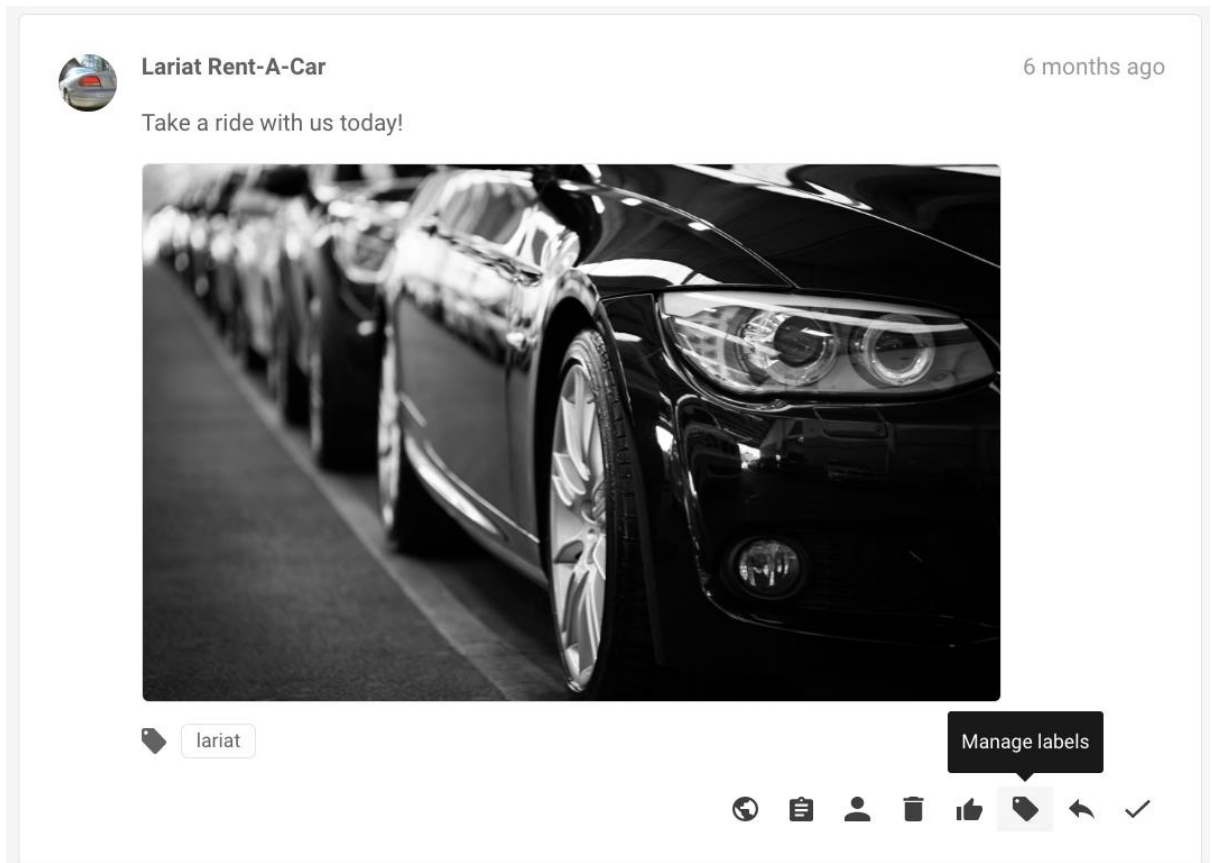 Lariat Rent-A-Car
6 months ago
Take a ride with us today!
lariat
Manage labels